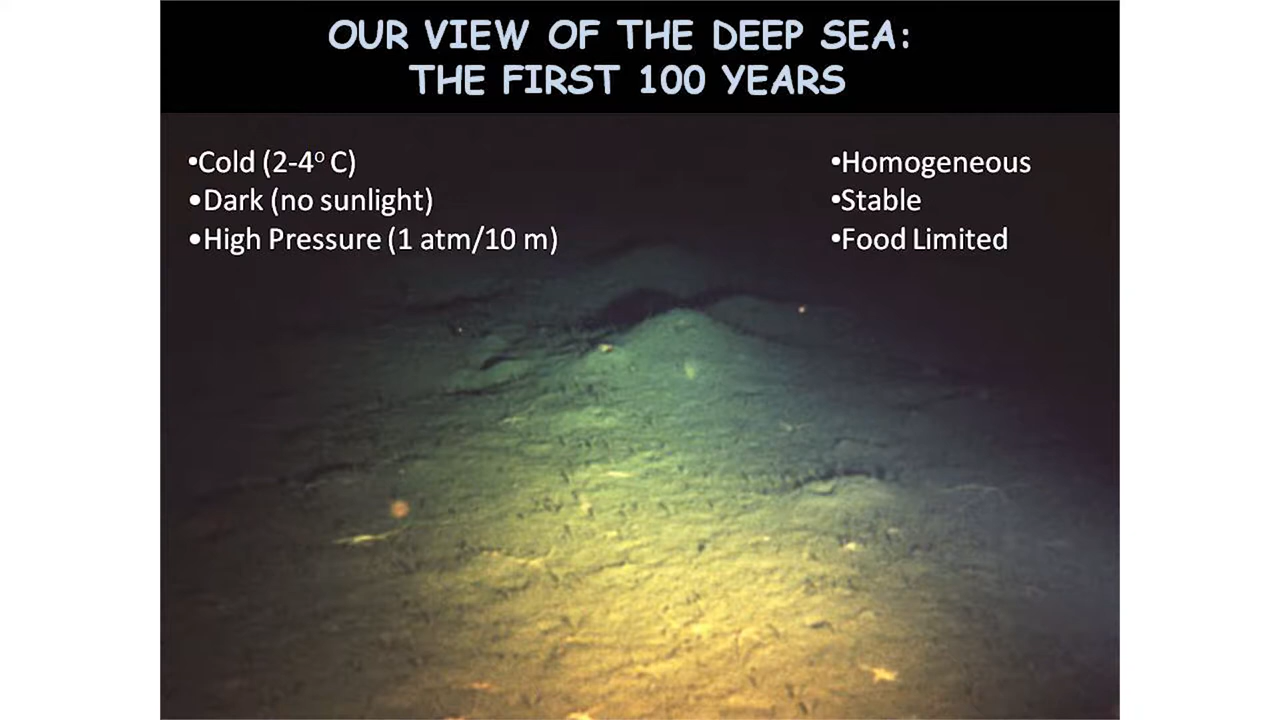 OUR VIEW OF THE DEEP SEA:
THE FIRST 100 YEARS
•Cold (2-4° C)
•Dark (no sunlight)
•High Pressure (1 atm/10 m)
•Homogeneous
•Stable
•Food Limited